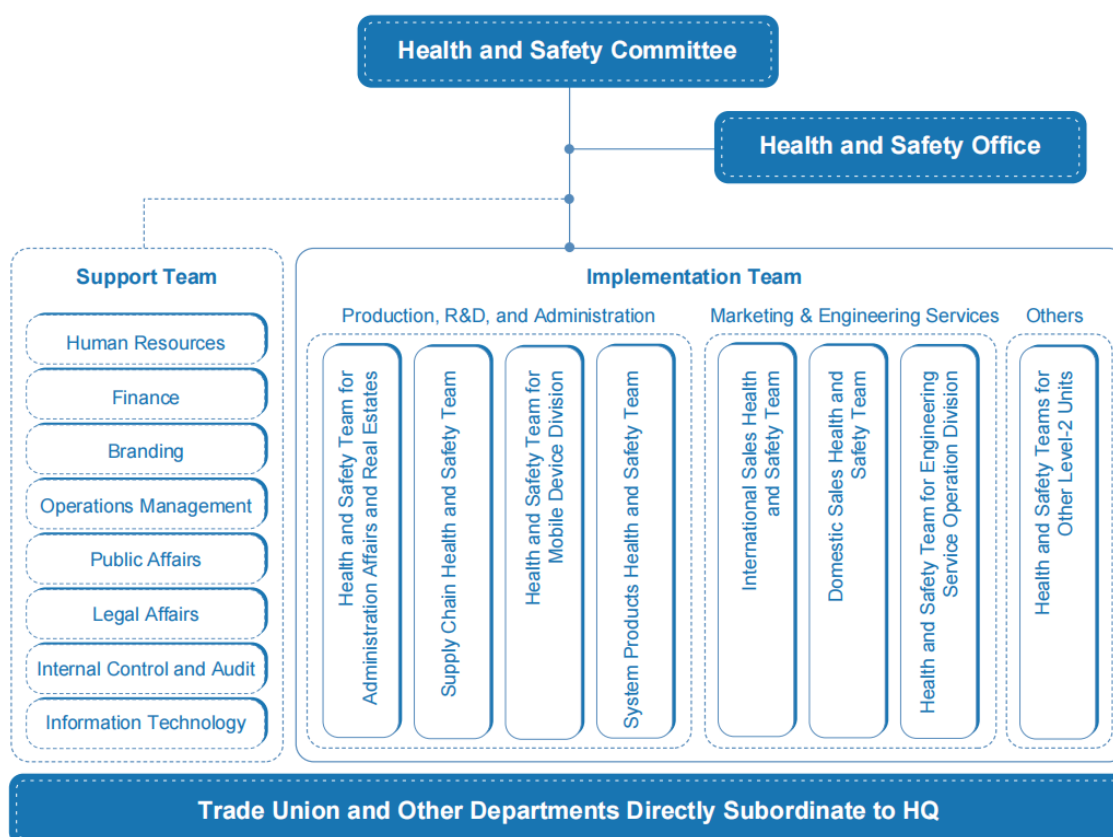 Health and Safety Committee
Health and Safety Office
Support Team
Human Resources
Finance
Branding
Operations Management
Public Affairs
Legal Affairs
Internal Control and Audit
Information Technology
Implementation Team
Production, R&D, and Administration
Health and Safety Team for
Administration Affairs and Real Estates
Supply Chain Health and Safety Team
Health and Safety Team for
Mobile Device Division
System Products Health and Safety Team
Marketing & Engineering Services
International Sales Health
and Safety Team
Domestic Sales Health and
Safety Team
Health and Safety Team for Engineering
Service Operation Division
Others
Health and Safety Teams for
Other Level-2 Units
Trade Union and Other Departments Directly Subordinate to HQ